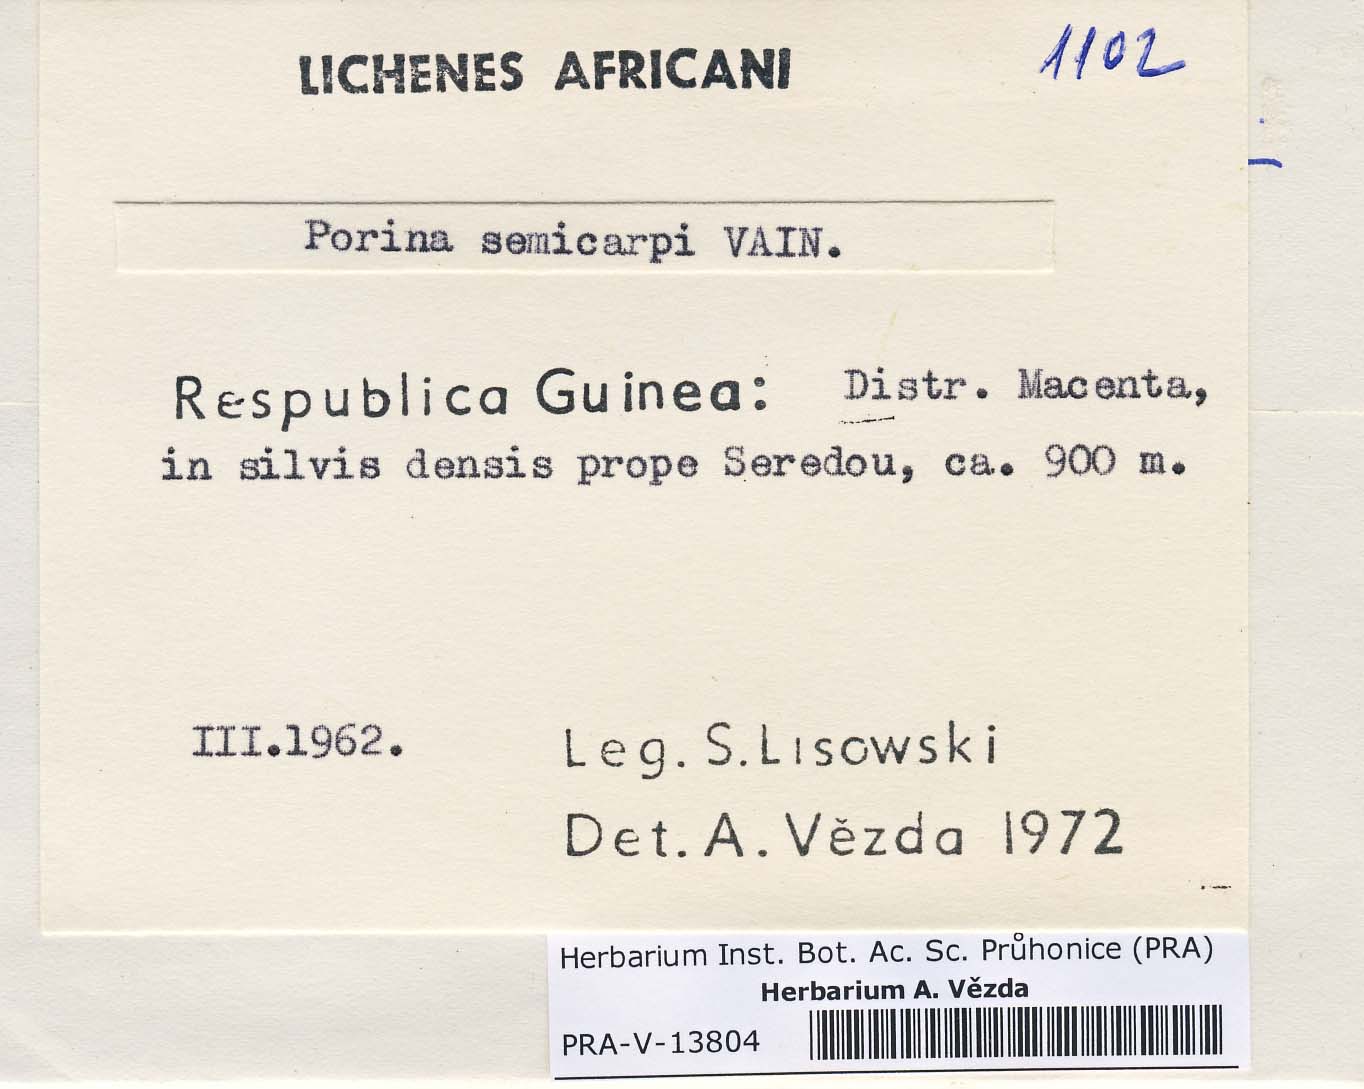 LICHENES AFRICANI 1102
Porina semicarpi VAIN.
Respublica Guinea: Distr. Macenta,
in silvis densis prope Seredou, ca. 900 m.
III.1962. Leg. S. Lisowski
Det. A. Vězda 1972
Herbarium Inst. Bot. Ac. Sc. Průhonice (PRA)
Herbarium A. Vězda
PRA-V-13804